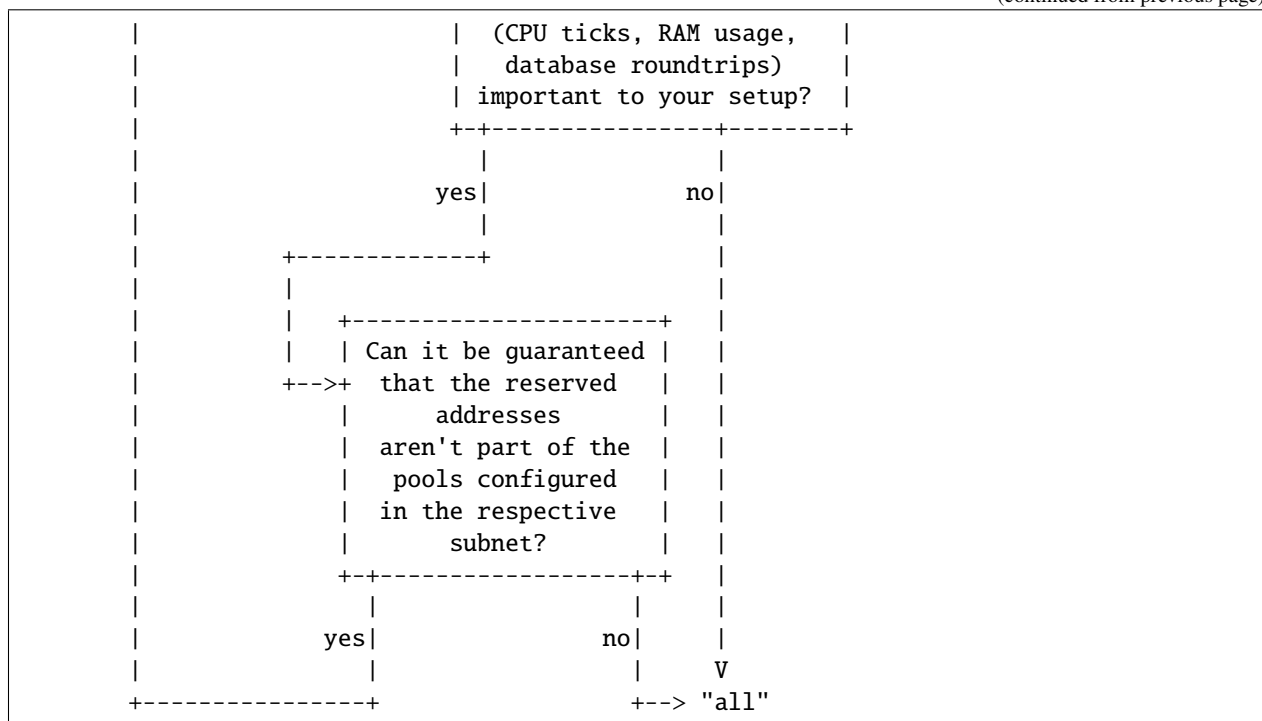 (continued from previous page)
(CPU ticks, RAM usage,
database roundtrips)
important to your setup?
yes| no|
Can it be guaranteed
that the reserved
addresses
aren't part of the
pools configured
in the respective
subnet?
yes| no|
V
"all"